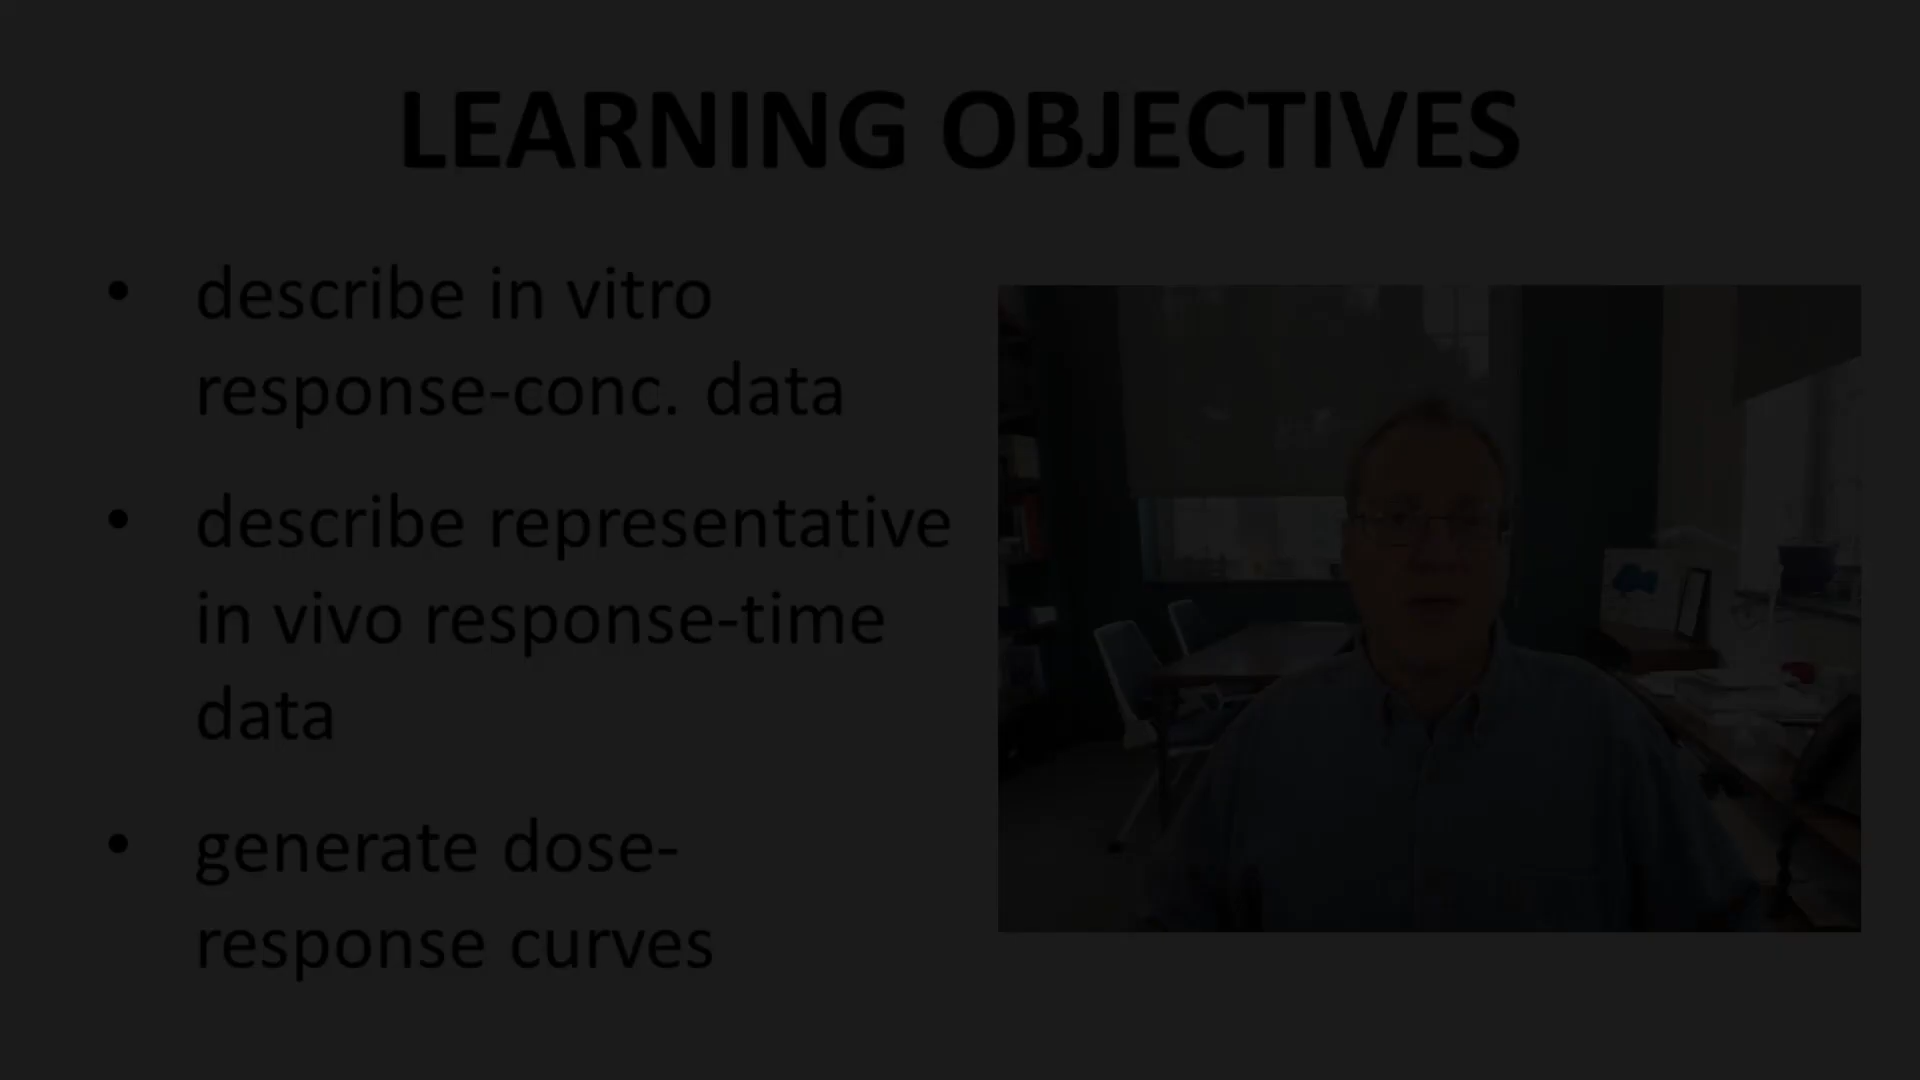 LEARNING OBJECTIVES
• describe in vitro
response-conc. data
• describe representative
in vivo response-time
data
• generate dose-
response curves